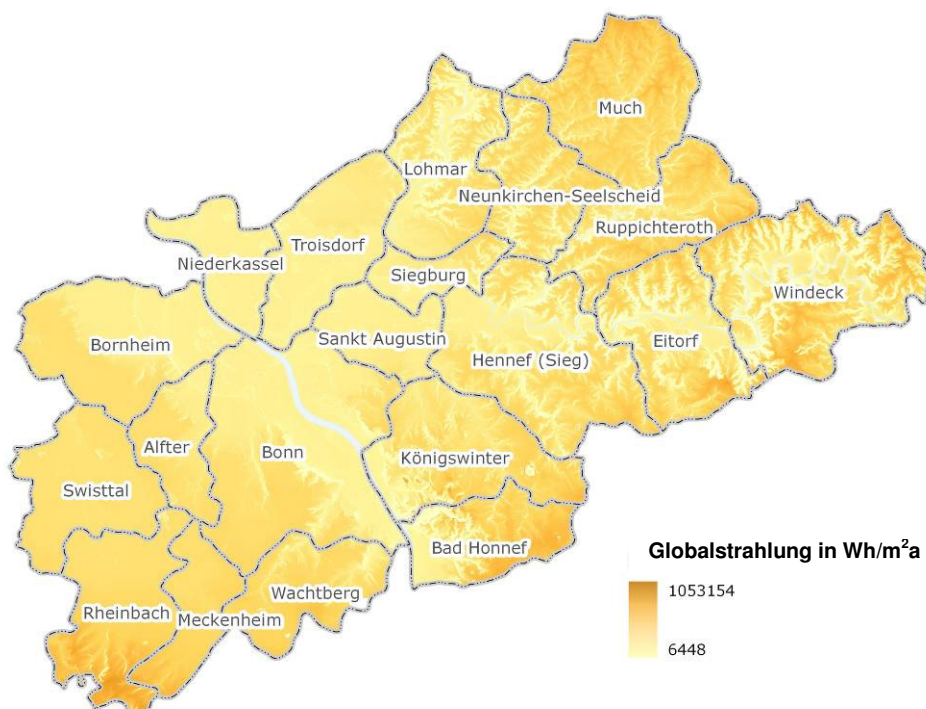 Much
Lohmar
Neunkirchen-Seelscheid
Ruppichteroth
Troisdorf
Niederkassel
Siegburg
Windeck
Bornheim
Sankt Augustin
Hennef (Sieg)
Eitorf
Alfter
Bonn
Königswinter
Swisttal
Bad Honnef
Globalstrahlung in Wh/m²a
Wachtberg
1053154
Rheinbach
Meckenheim
6448